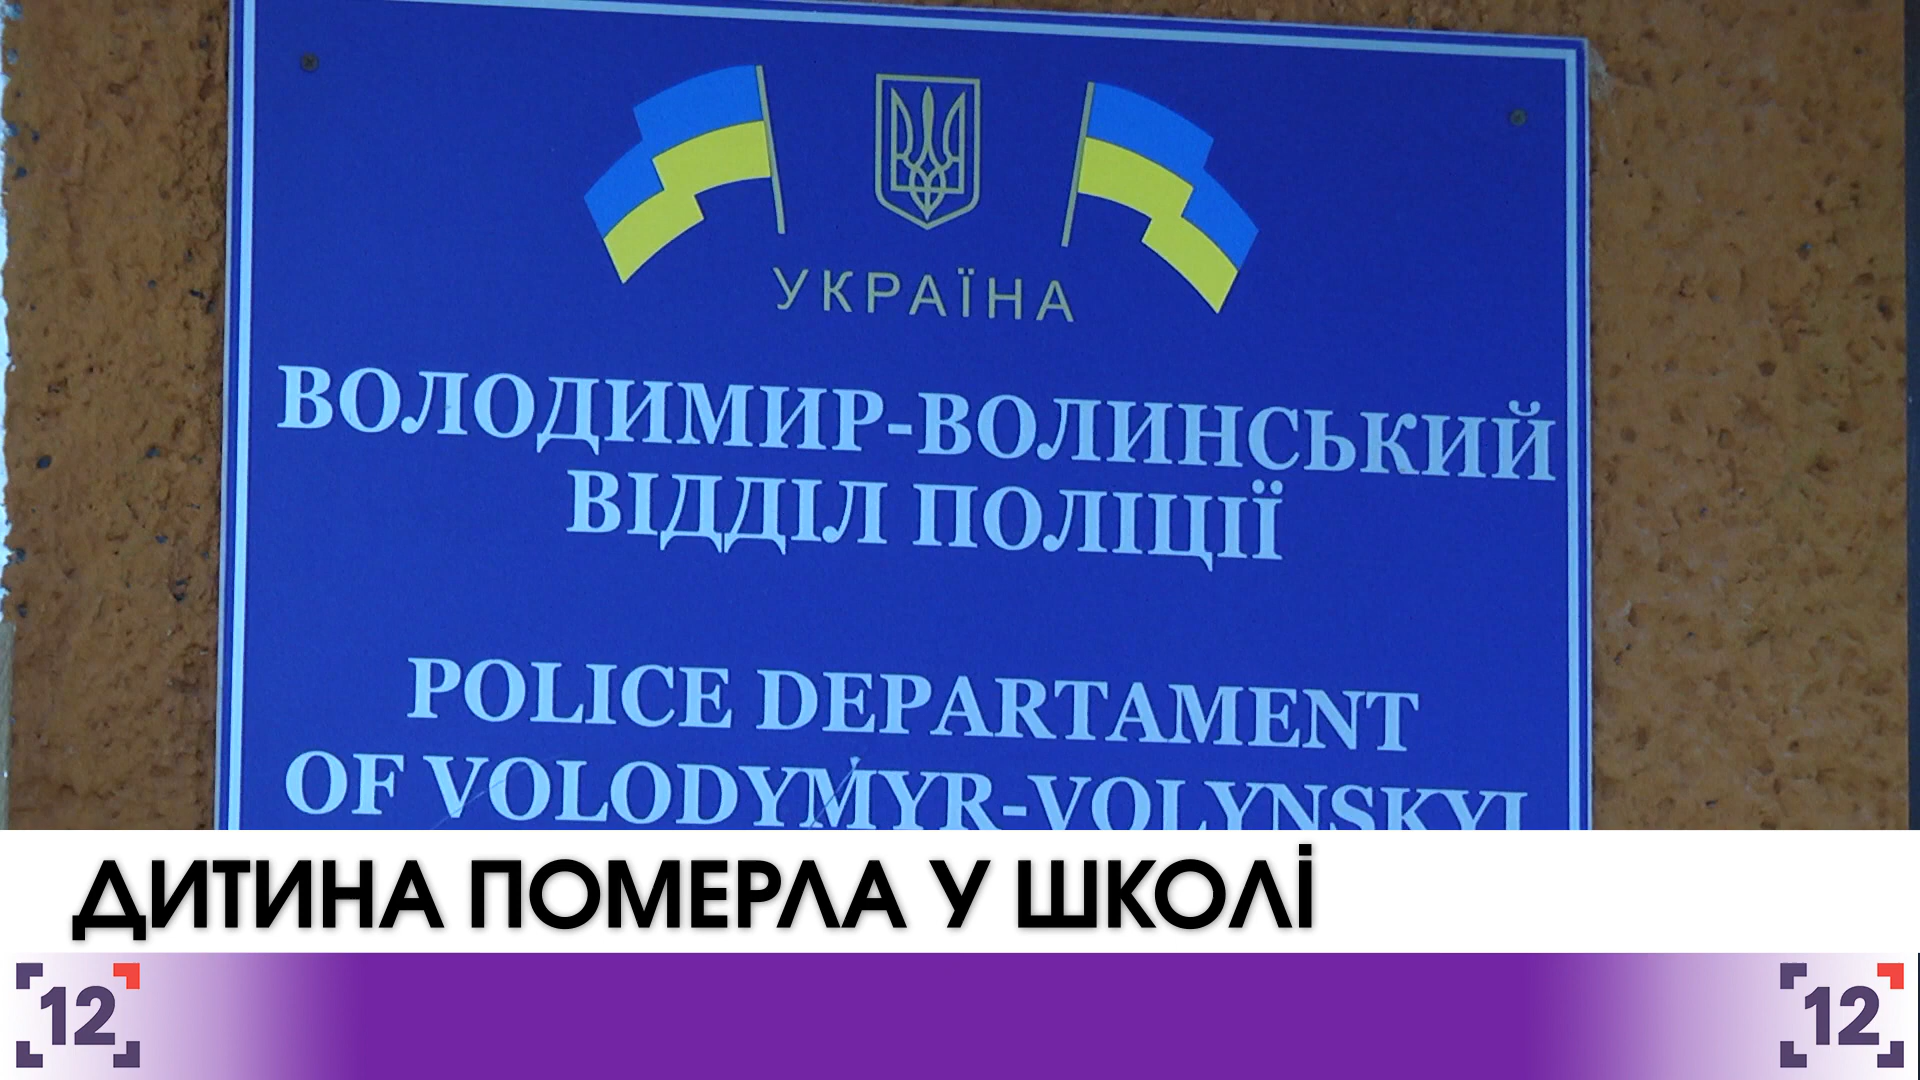 УКРАЇНА
ВОЛОДИМИР-ВОЛИНСЬКИЙ
ВІДДІЛ ПОЛІЦІЇ
POLICE DEPARTAMENT
OF VOLODYMYR-VOLYNSKYI
ДИТИНА ПОМЕРЛА У ШКОЛІ
12
12